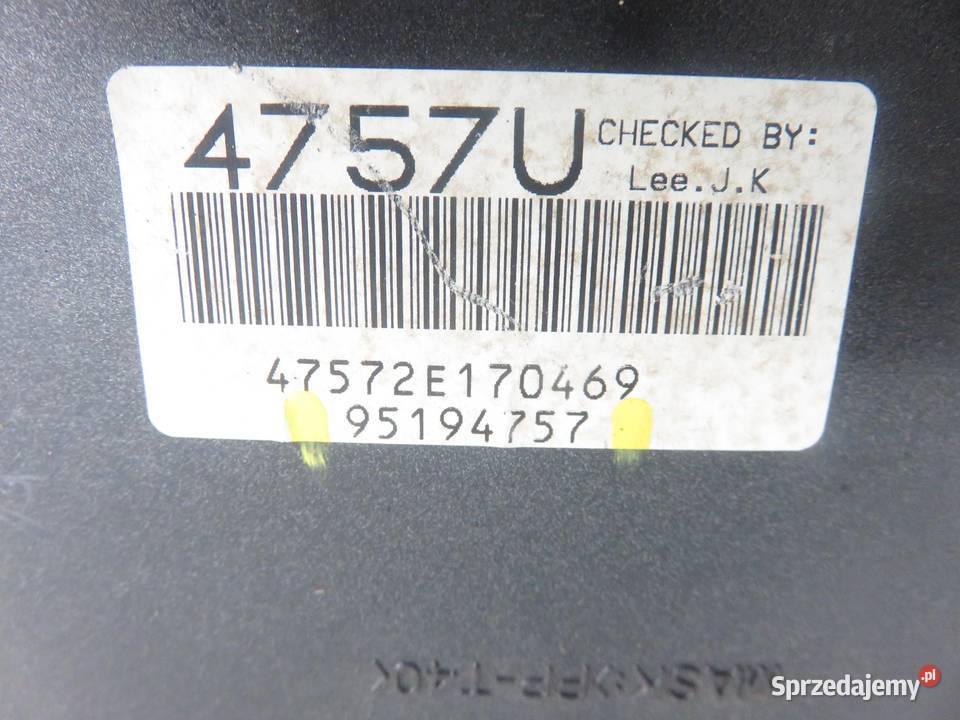 4757U
CHECKED BY:
Lee.J.K
47572E170469
95194757
Sprzedajemy.pl